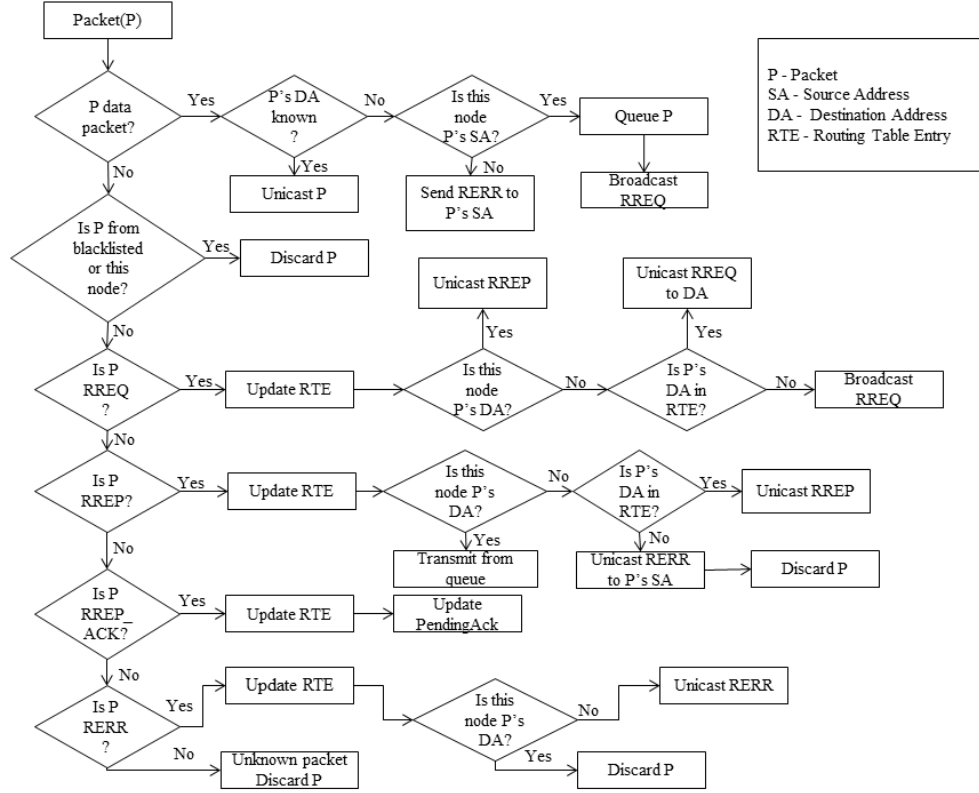 Packet(P)
P data
packet?
Yes
P's DA
known
?
No
Is this
node
P's SA?
Yes
Queue P
P - Packet
SA - Source Address
DA - Destination Address
RTE - Routing Table Entry
No
Yes
Unicast P
No
Send RERR to
P's SA
Broadcast
RREQ
Is P from
blacklisted
or this
node?
Yes
Discard P
Unicast RREP
Unicast RREQ
to DA
No
Yes
Yes
Is P
RREQ
?
Yes
Update RTE
Is this
node
P's DA?
No
Is P's
DA in
RTE?
No
Broadcast
RREQ
No
Is P
RREP?
Yes
Update RTE
Is this
node P's
DA?
No
Is P's
DA in
RTE?
Yes
Unicast RREP
No
Yes
Transmit from
queue
No
Unicast RERR
to P's SA
Discard P
Is P
RREP_
ACK?
Yes
Update RTE
Update
PendingAck
No
Is P
RERR
?
Yes
Update RTE
Is this
node P's
DA?
No
Unicast RERR
No
Unknown packet
Discard P
Yes
Discard P